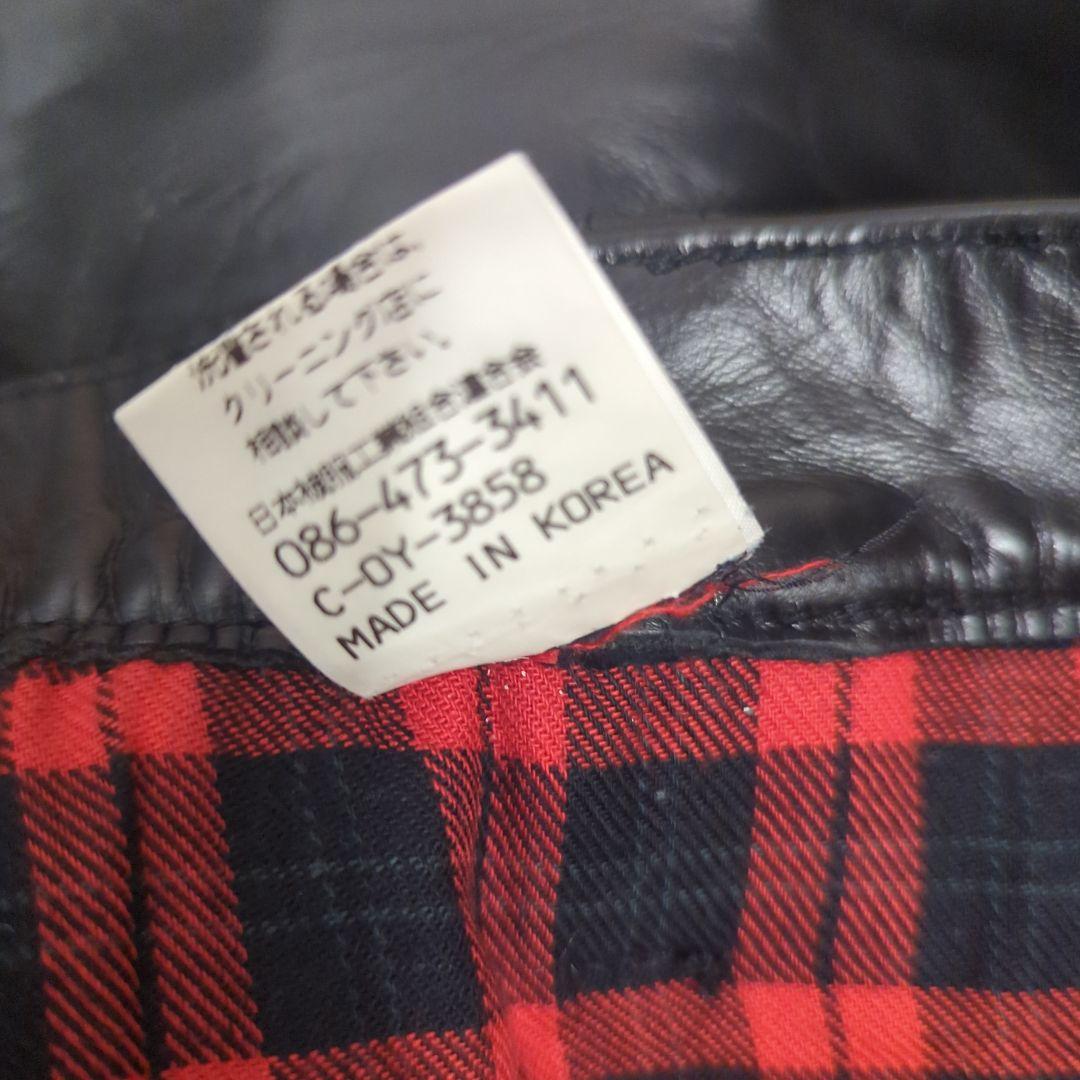 洗濯される場合は
クリーニング店に
相談して下さい。
日本被服工業組合連合会
086-473-3411
C-OY-3858
MADE IN KOREA